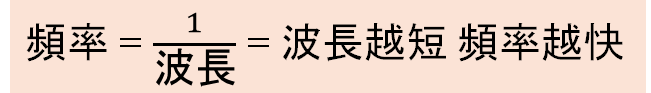 頻率 = 1/波長 = 波長越短 頻率越快